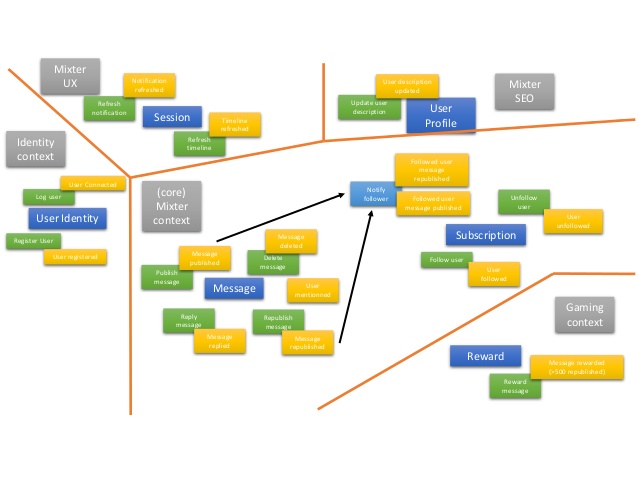 Mixter
UX
Notification
refreshed
Refresh
notification
Session
Timeline
refreshed
Refresh
timeline
User description
updated
Update user
description
User
Profile
Mixter
SEO
Identity
context
User Connected
Log user
User Identity
Register User
User registered
(core)
Mixter
context
Message
deleted
Delete
message
Message
published
Publish
message
Message
User
mentionned
Reply
message
Message
replied
Republish
message
Message
republished
Followed user
message
republished
Notify
follower
Followed user
message published
Unfollow
user
User
unfollowed
Subscription
Follow user
User
followed
Gaming
context
Reward
Message rewarded
(>500 republished)
Reward
message